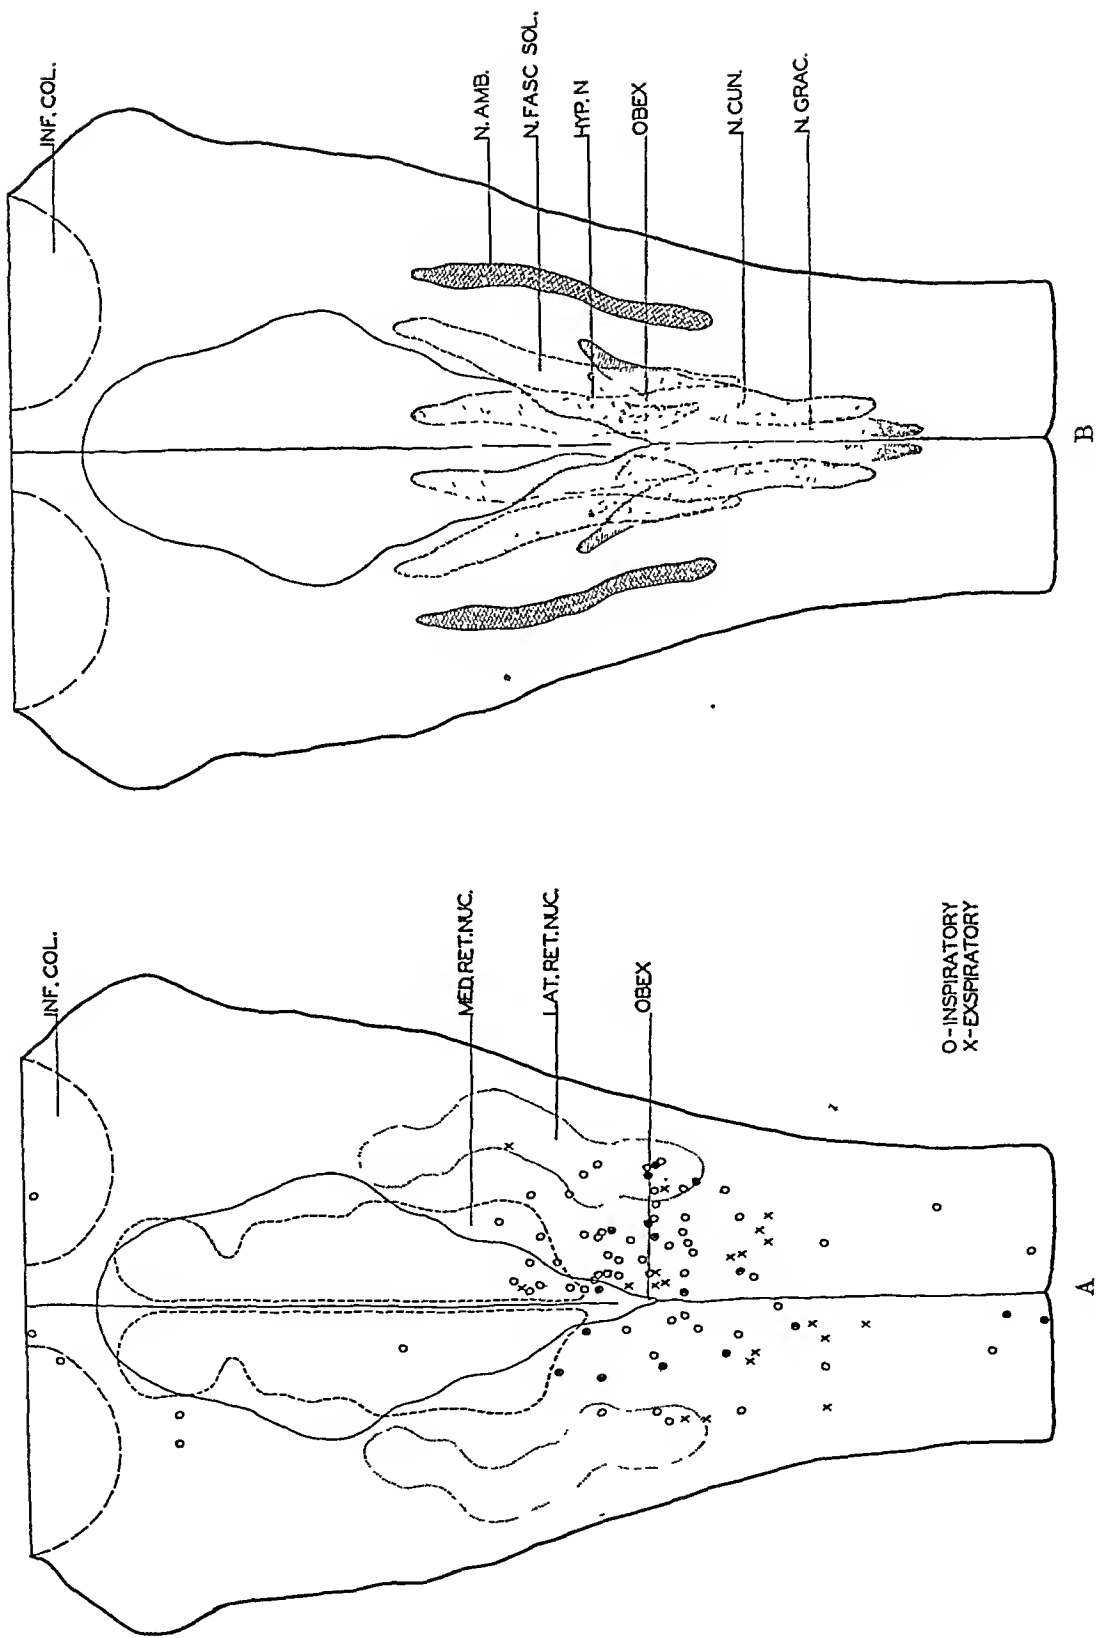 INF. COL.
MED.RET.NUC.
LAT.RET.NUC.
OBEX
O-INSPIRATORY
X-EXSPIRATORY
A
INF. COL.
N. AMB.
N.FASC SOL.
HYP. N
OBEX
N.CUN.
N.GRAC.
B